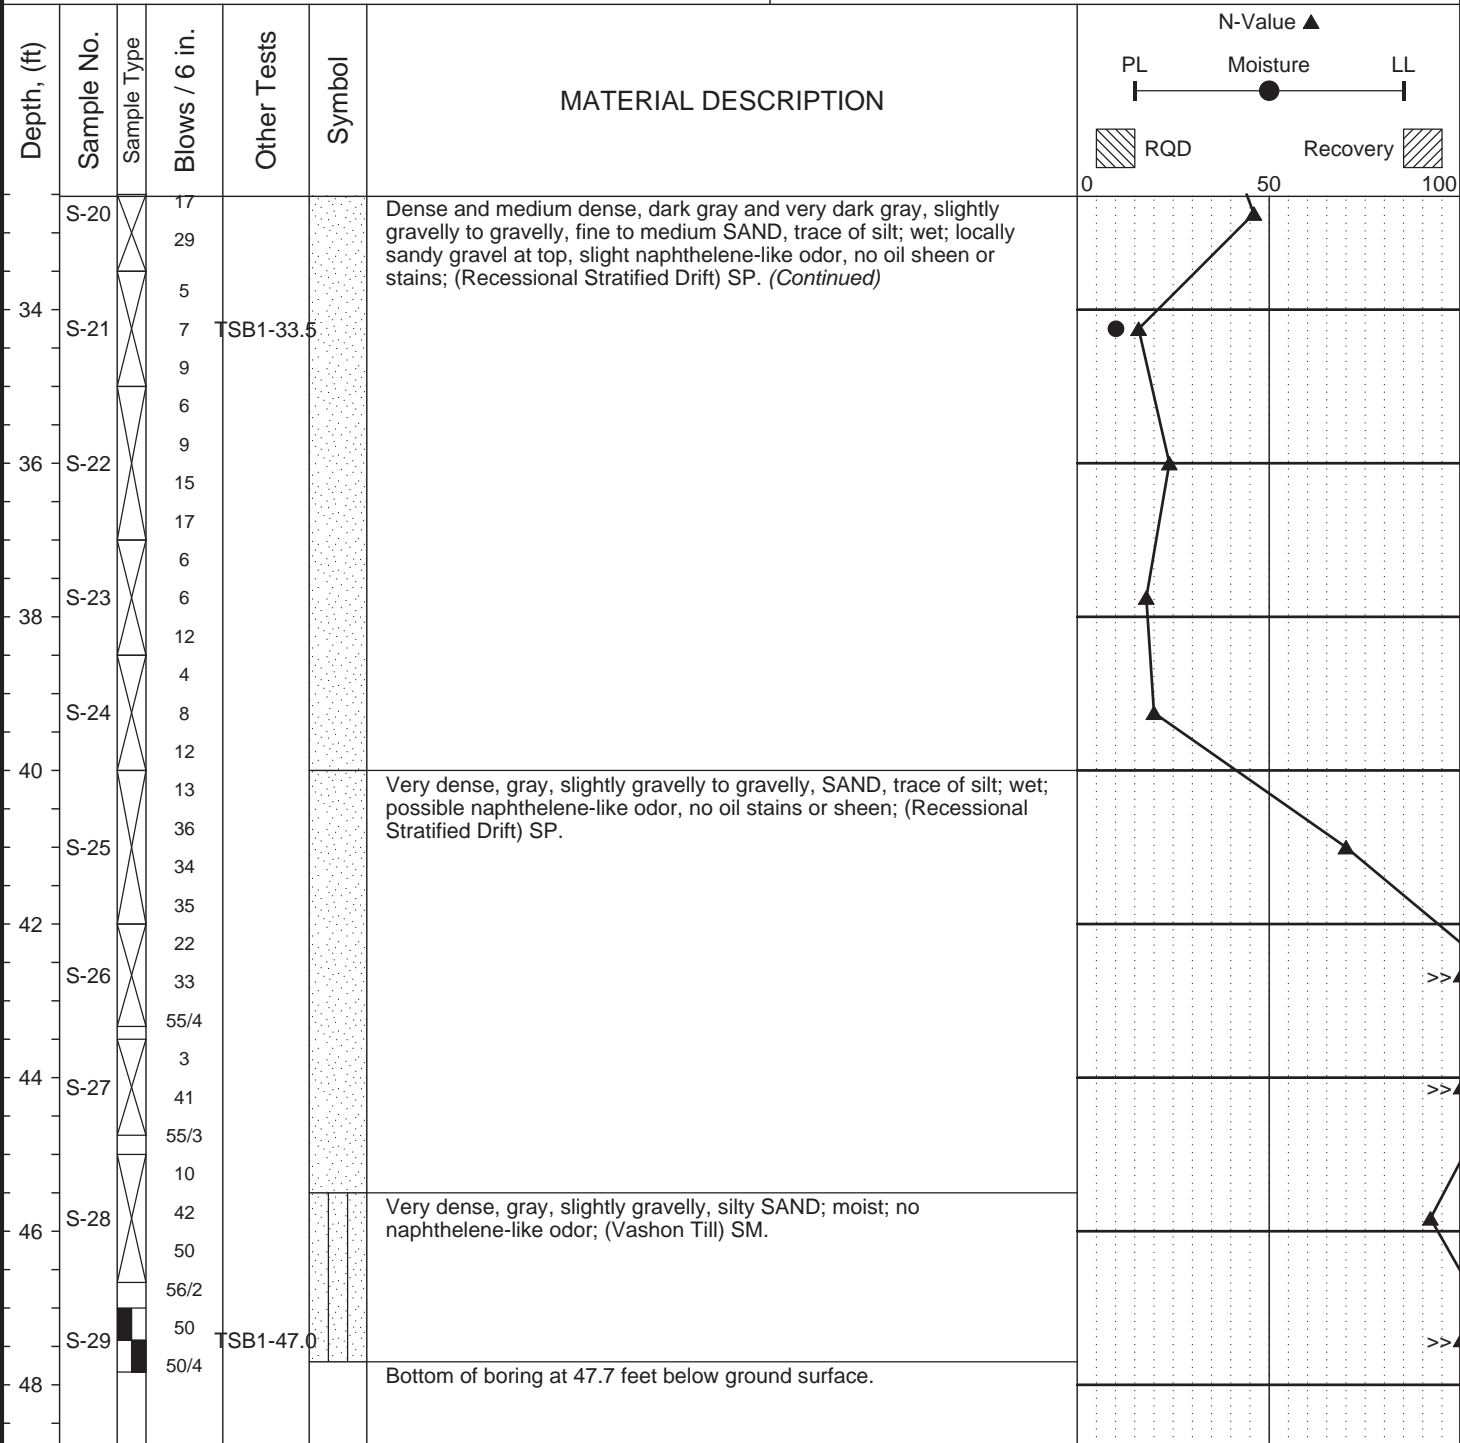 N-Value ▲
PL Moisture LL
Depth, (ft)
Sample No.
Sample Type
Blows / 6 in.
Other Tests
Symbol
MATERIAL DESCRIPTION
RQD Recovery
0 50 100
S-20
17
29
Dense and medium dense, dark gray and very dark gray, slightly
gravelly to gravelly, fine to medium SAND, trace of silt; wet; locally
sandy gravel at top, slight naphthelene-like odor, no oil sheen or
stains; (Recessional Stratified Drift) SP. (Continued)
5
34
S-21 7 TSB1-33.5
9
6
9
36 S-22
15
17
6
S-23 6
38
12
4
S-24 8
12
40
Very dense, gray, slightly gravelly to gravelly, SAND, trace of silt; wet;
possible naphthelene-like odor, no oil stains or sheen; (Recessional
Stratified Drift) SP.
13
36
S-25
34
35
42
22
S-26 33 >>
55/4
3
44
S-27 41 >>
55/3
10
Very dense, gray, slightly gravelly, silty SAND; moist; no
naphthelene-like odor; (Vashon Till) SM.
S-28 42
46
50
56/2
50
S-29 TSB1-47.0 >>
50/4
Bottom of boring at 47.7 feet below ground surface.
48